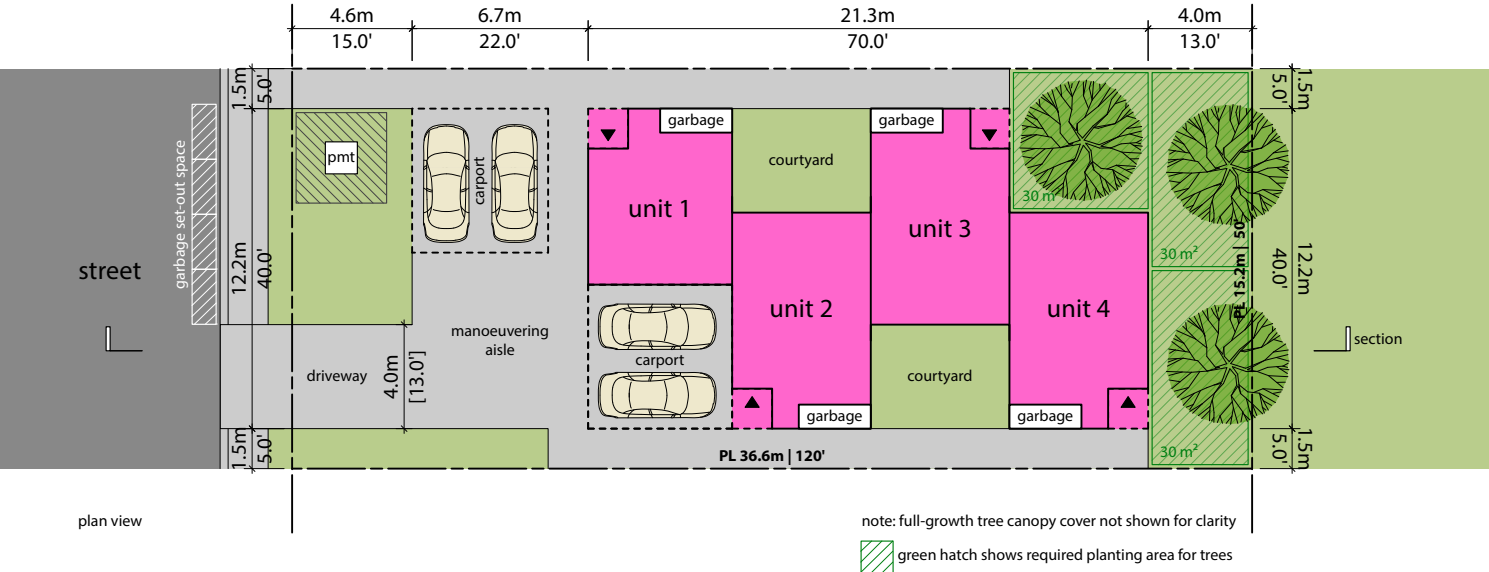 4.6m
6.7m
21.3m
4.0m
15.0'
22.0'
70.0'
13.0'
1.5m
5.0'
1.5m
5.0'
garbage set-out space
pmt
carport
garbage
garbage
courtyard
unit 1
unit 3
30 m²
30 m²
street
12.2m
40.0'
PL 15.2m | 50'
12.2m
40.0'
unit 2
unit 4
manoeuvering
aisle
section
driveway
4.0m
[13.0']
carport
courtyard
garbage
garbage
1.5m
5.0'
PL 36.6m | 120'
30 m²
1.5m
5.0'
plan view
note: full-growth tree canopy cover not shown for clarity
green hatch shows required planting area for trees